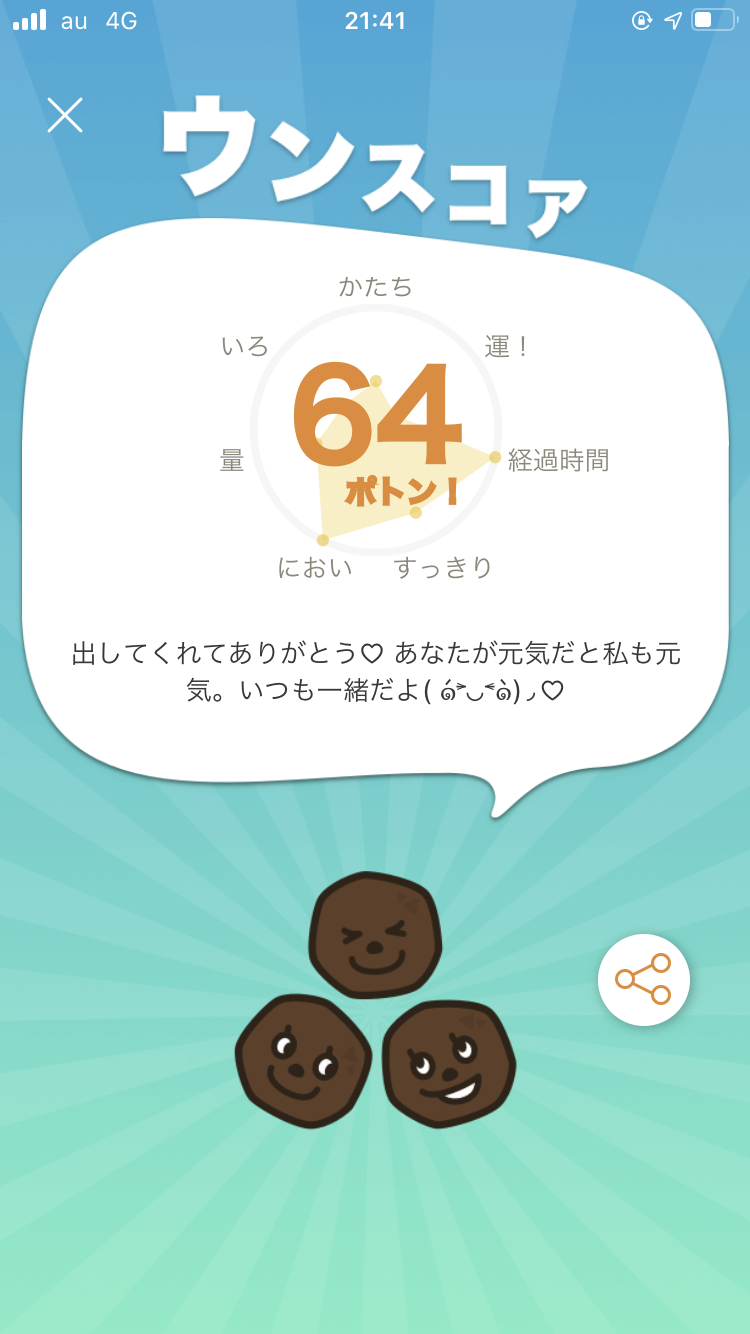 au 4G 21:41
ウンスコア
かたち
いろ 運！
64
量 経過時間
ポトン！
におい すっきり
出してくれてありがとう♡ あなたが元気だと私も元
気。いつも一緒だよ( ໒꒱˃̶◡˂̶໒꒱)◞♡